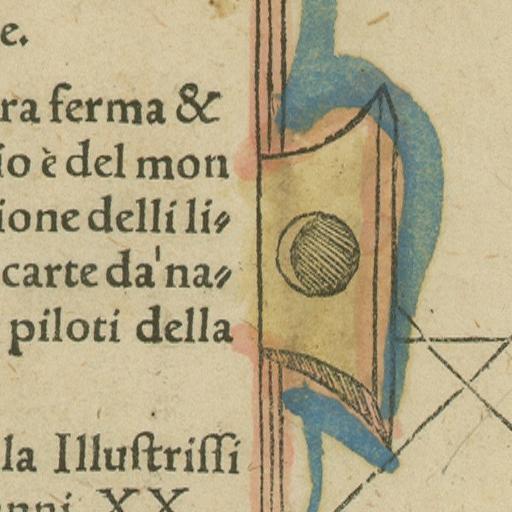 e.
ra ferma &
io è del mon
ione delli li⸗
carte da'na⸗
piloti della
la Illuſtriſſi
nni XX